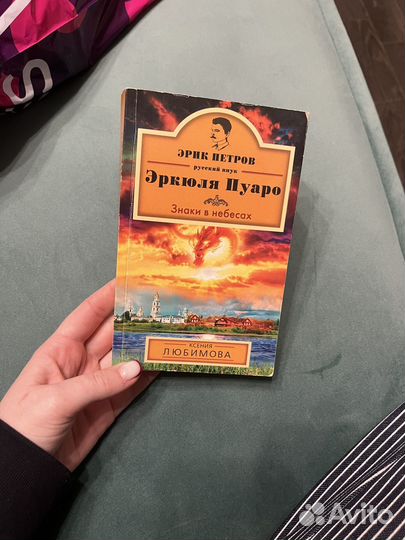 ЭРИК ПЕТРОВ
русский внук
Эркюля Пуаро
Знаки в небесах
КСЕНИЯ
ЛЮБИМОВА
Avito